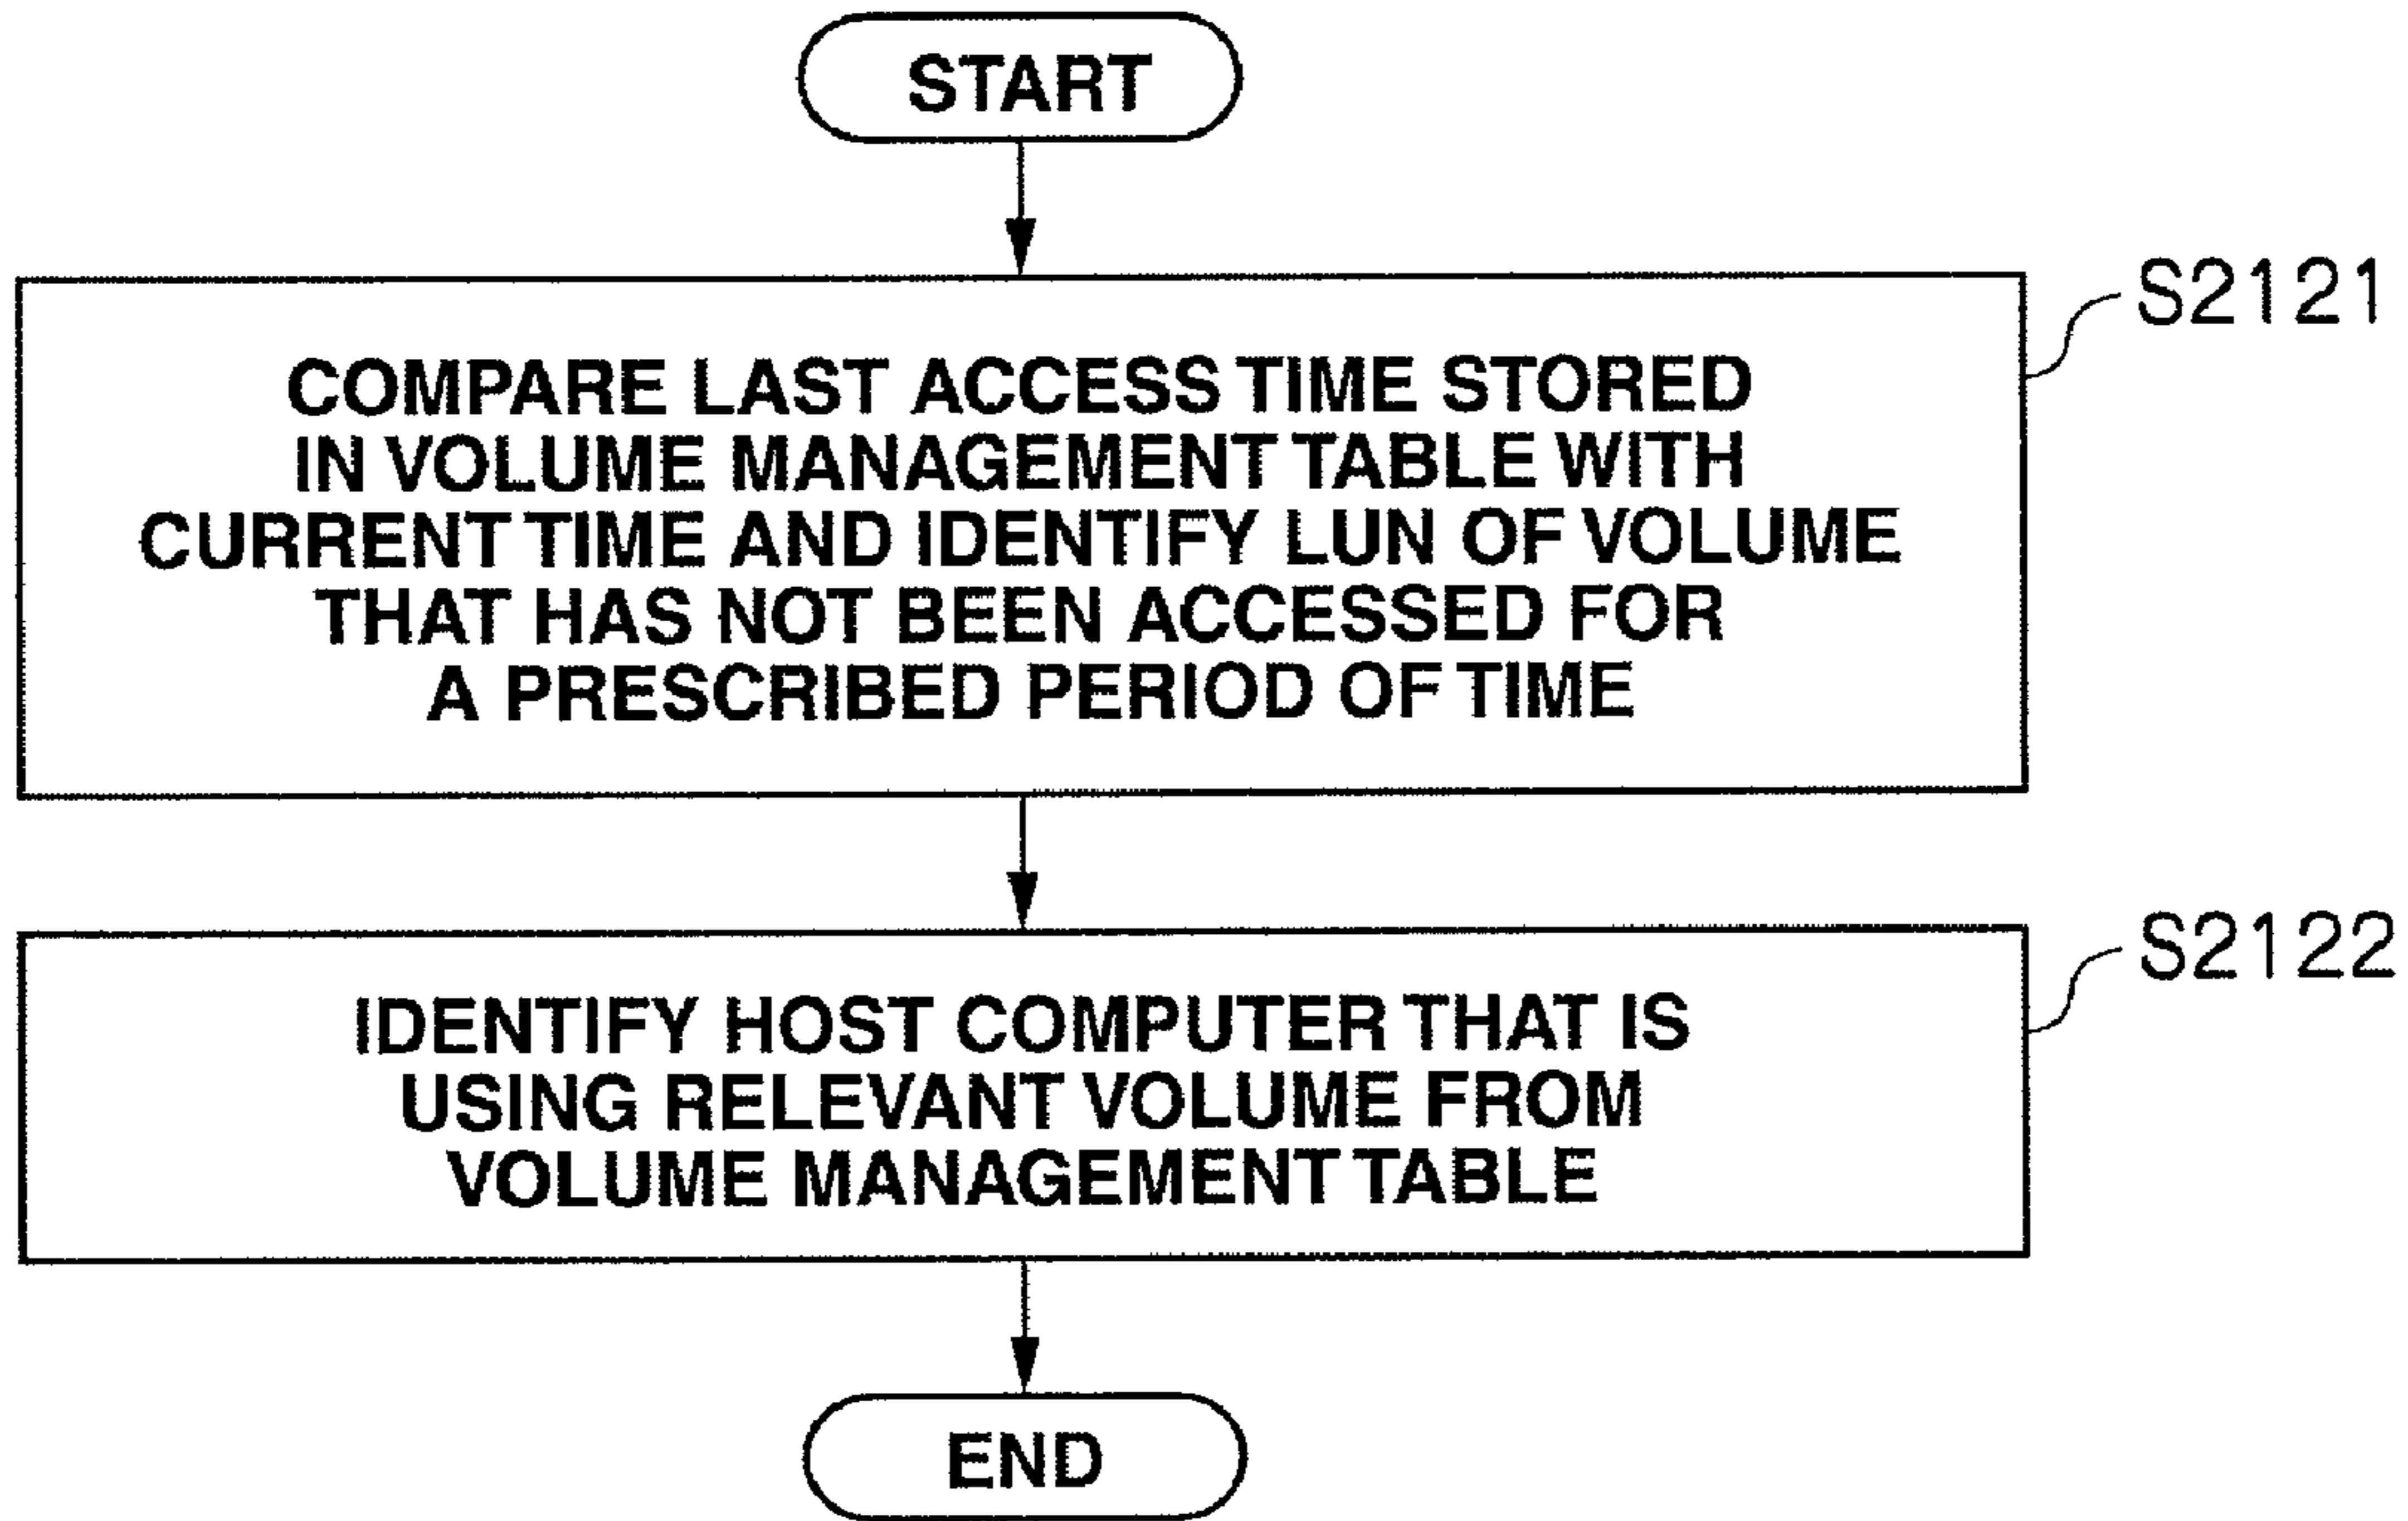 START
S2121
COMPARE LAST ACCESS TIME STORED
IN VOLUME MANAGEMENT TABLE WITH
CURRENT TIME AND IDENTIFY LUN OF VOLUME
THAT HAS NOT BEEN ACCESSED FOR
A PRESCRIBED PERIOD OF TIME
S2122
IDENTIFY HOST COMPUTER THAT IS
USING RELEVANT VOLUME FROM
VOLUME MANAGEMENT TABLE
END